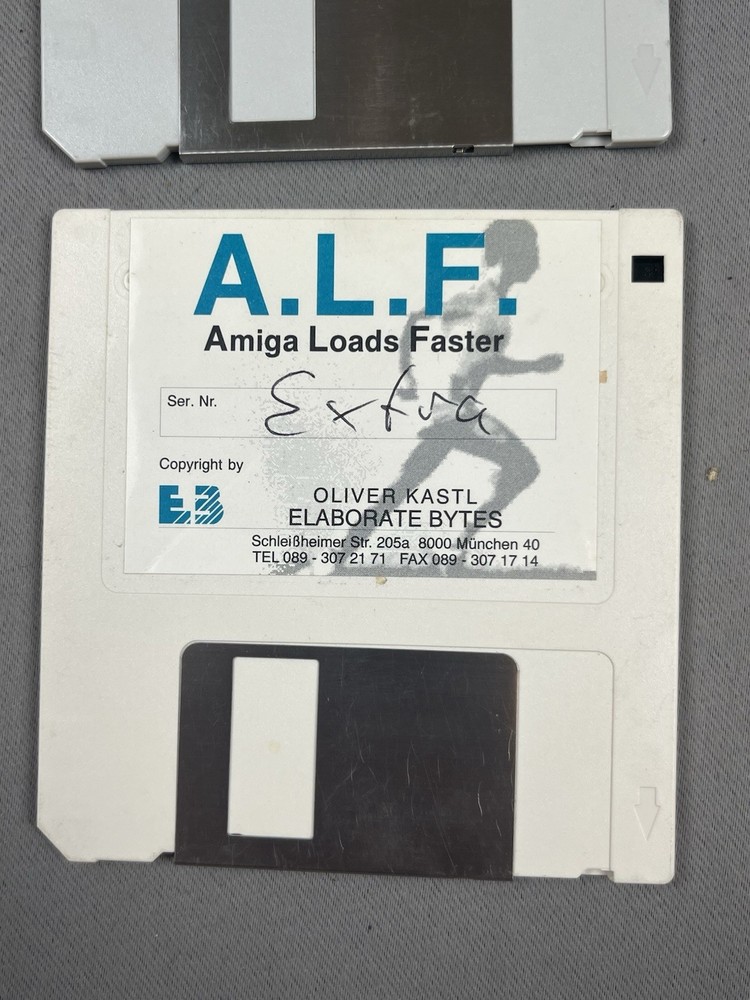 A.L.F.
Amiga Loads Faster
Ser. Nr. Extra
Copyright by
EB OLIVER KASTL
ELABORATE BYTES
Schleißheimer Str. 205a 8000 München 40
TEL 089 - 307 21 71 FAX 089 - 307 17 14